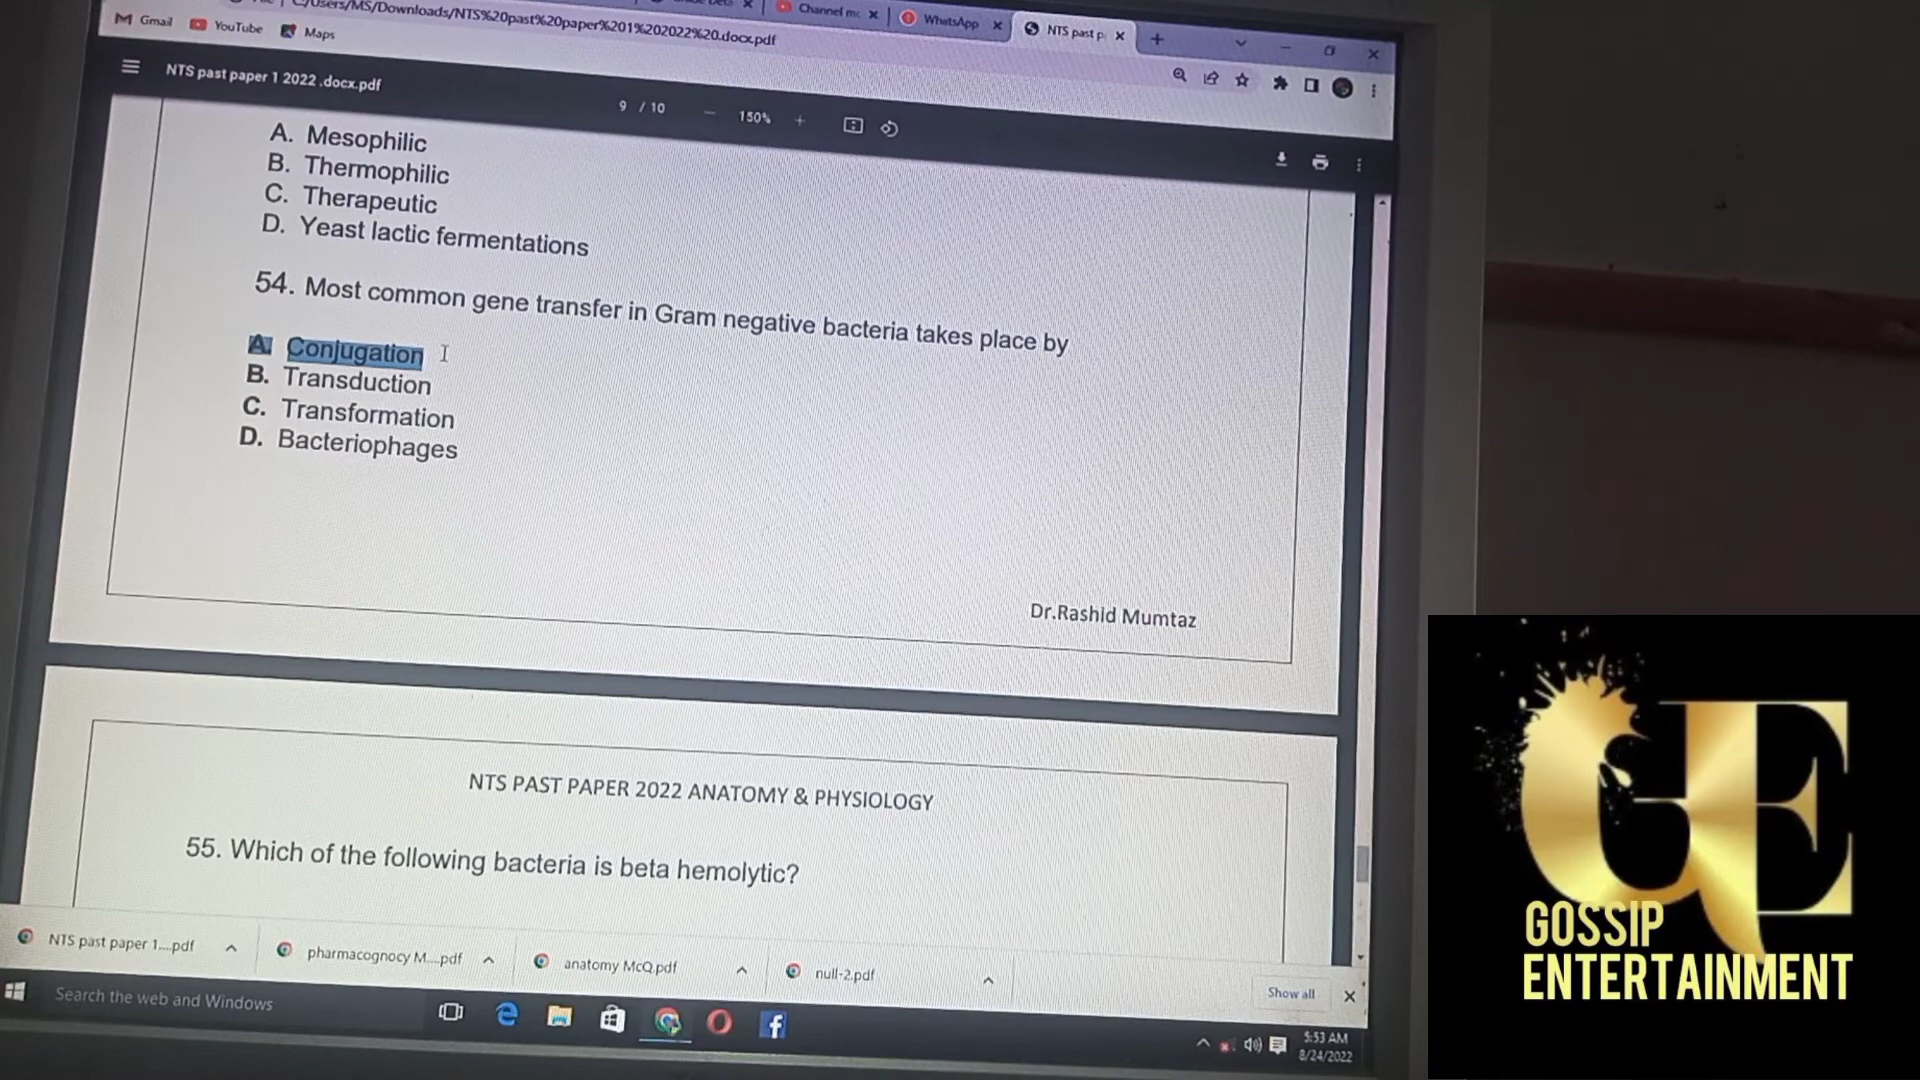 C:/Users/MS/Downloads/NTS%20past%20paper%201%202022%20.docx.pdf
Channel mc
WhatsApp
NTS past p
Gmail
YouTube
Maps
NTS past paper 1 2022 .docx.pdf
9 / 10
150%
A. Mesophilic
B. Thermophilic
C. Therapeutic
D. Yeast lactic fermentations
54. Most common gene transfer in Gram negative bacteria takes place by
A. Conjugation
B. Transduction
C. Transformation
D. Bacteriophages
Dr.Rashid Mumtaz
NTS PAST PAPER 2022 ANATOMY & PHYSIOLOGY
55. Which of the following bacteria is beta hemolytic?
NTS past paper 1....pdf
pharmacognocy M....pdf
anatomy McQ.pdf
null-2.pdf
Show all
Search the web and Windows
5:53 AM
8/24/2022
GE
GOSSIP
ENTERTAINMENT